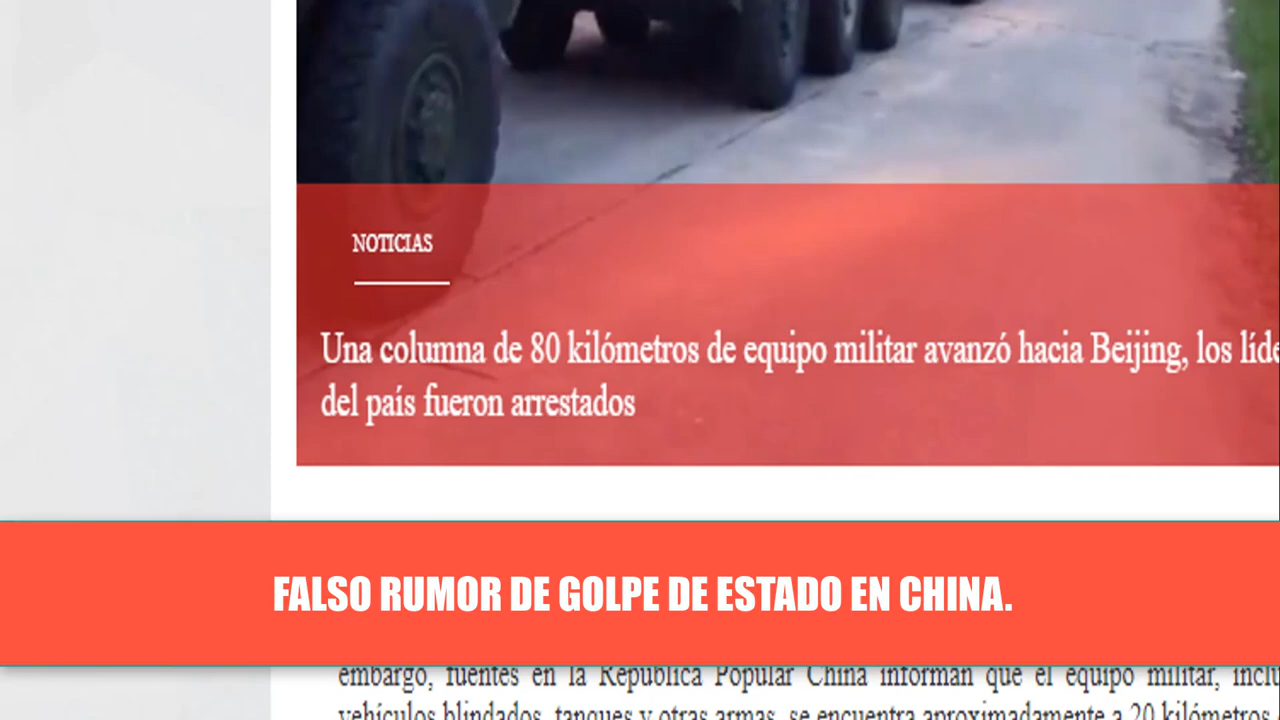 NOTICIAS
Una columna de 80 kilómetros de equipo militar avanzó hacia Beijing, los
del país fueron arrestados
FALSO RUMOR DE GOLPE DE ESTADO EN CHINA.
embargo, fuentes en la República Popular China informan que el equipo militar,
vehículos blindados, tanques y otras armas, se encuentra aproximadamente a 20 kilómetros